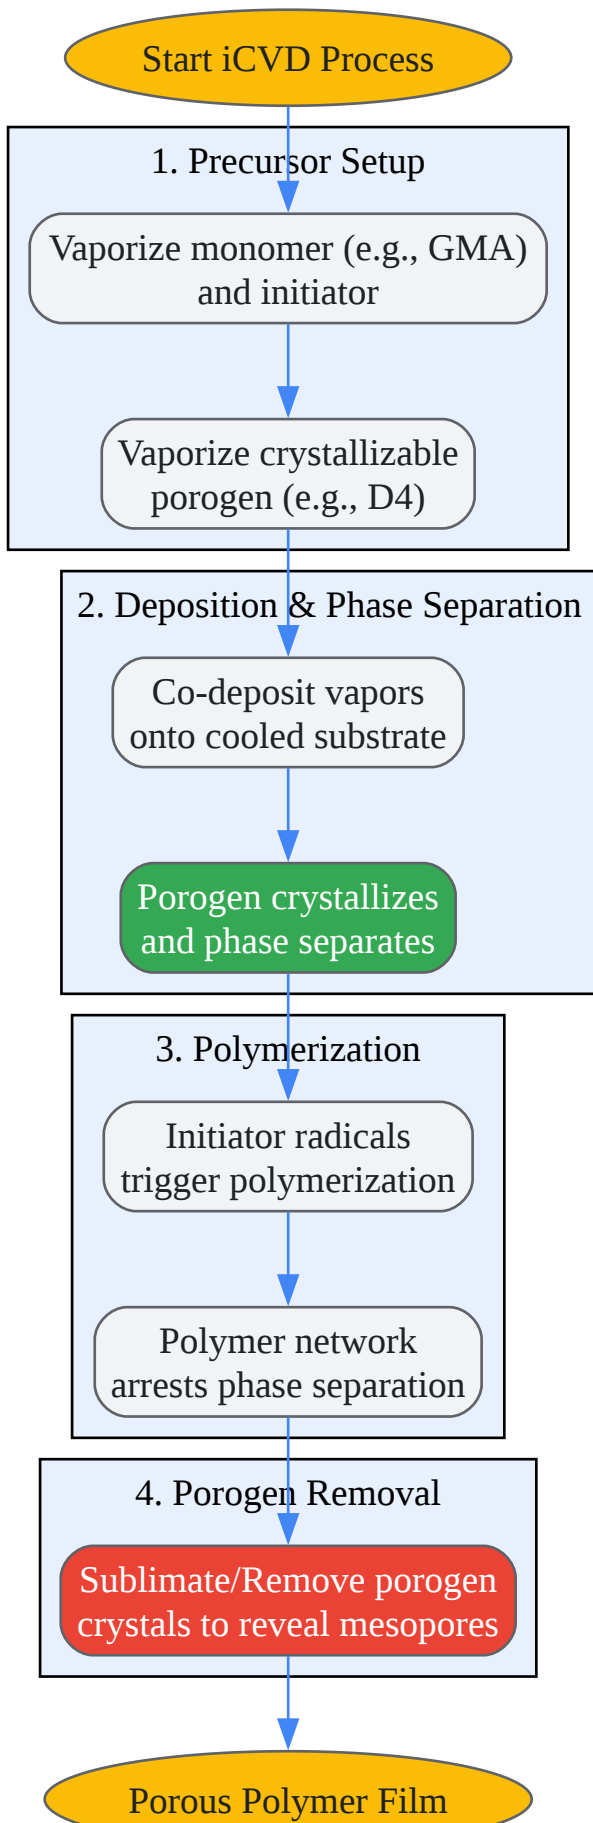 Start iCVD Process
1. Precursor Setup
Vaporize monomer (e.g., GMA)
and initiator
Vaporize crystallizable
porogen (e.g., D4)
2. Deposition & Phase Separation
Co-deposit vapors
onto cooled substrate
Porogen crystallizes
and phase separates
3. Polymerization
Initiator radicals
trigger polymerization
Polymer network
arrests phase separation
4. Porogen Removal
Sublimate/Remove porogen
crystals to reveal mesopores
Porous Polymer Film